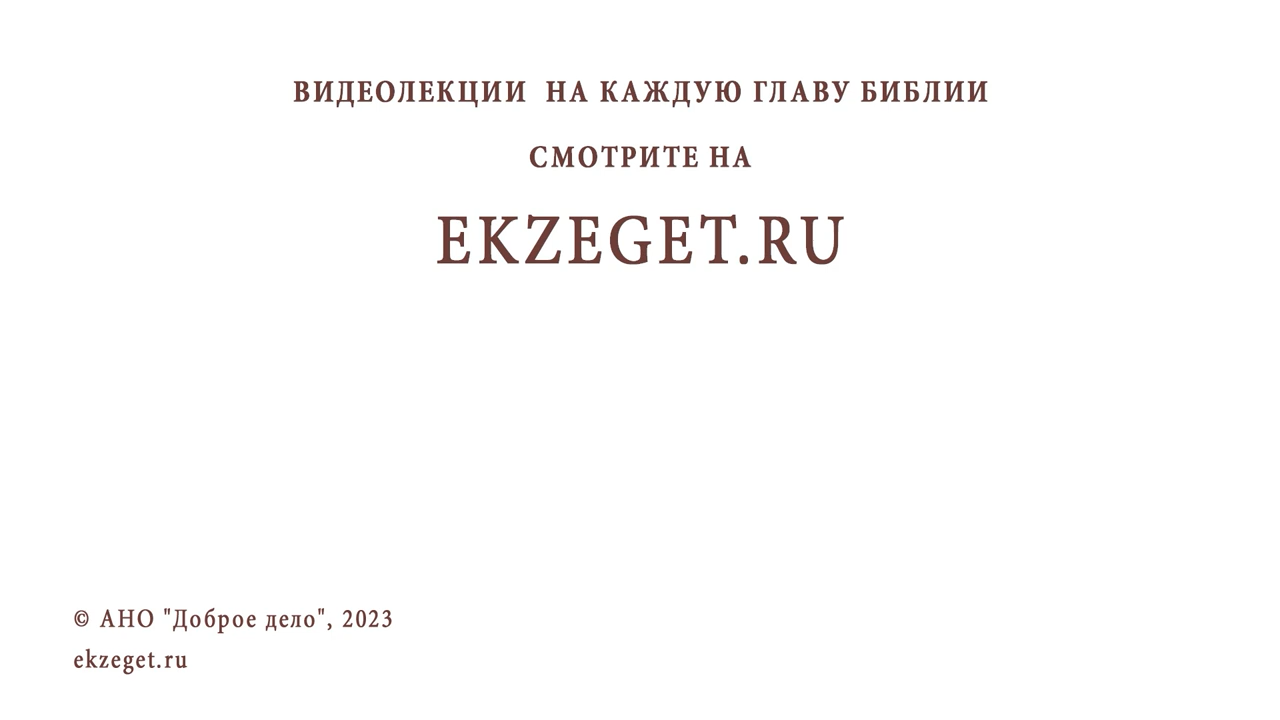 ВИДЕОЛЕКЦИИ НА КАЖДУЮ ГЛАВУ БИБЛИИ
СМОТРИТЕ НА
EKZEGET.RU
© АНО "Доброе дело", 2023
ekzeget.ru